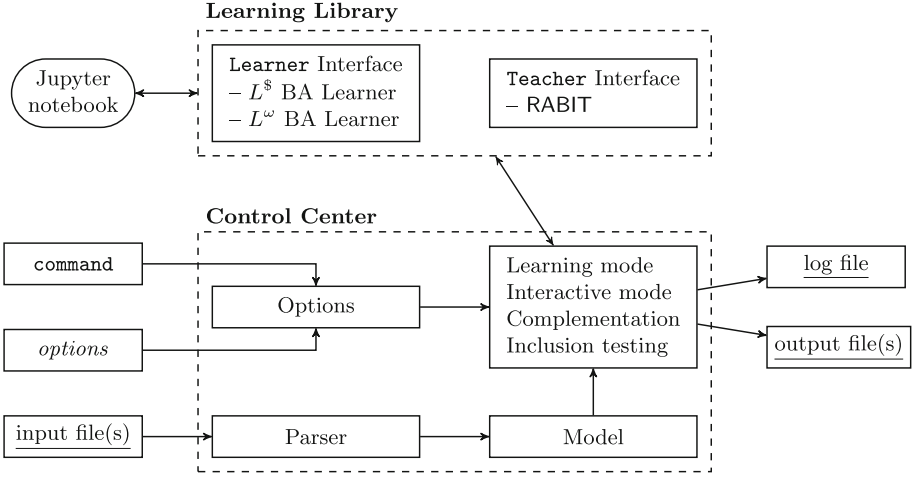 Learning Library
Jupyter
notebook
Learner Interface
– L$ BA Learner
– Lω BA Learner
Teacher Interface
– RABIT
Control Center
command
options
input file(s)
Options
Parser
Learning mode
Interactive mode
Complementation
Inclusion testing
Model
log file
output file(s)